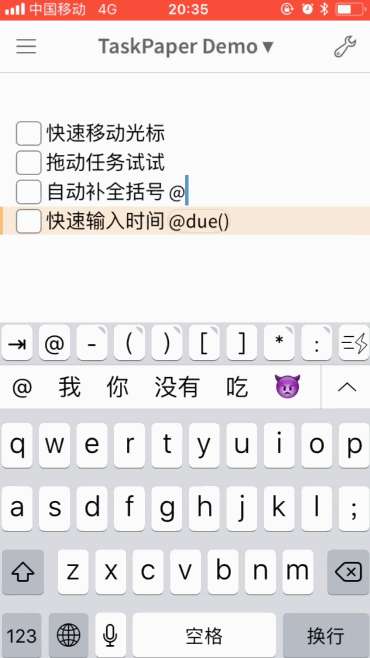 中国移动 4G 20:35
TaskPaper Demo ▾
快速移动光标
拖动任务试试
自动补全括号 @
快速输入时间 @due()
⇥ @ - ( ) [ ] * :
@ 我 你 没有 吃 👿
q w e r t y u i o p
a s d f g h j k l ;
z x c v b n m
123 空格 换行